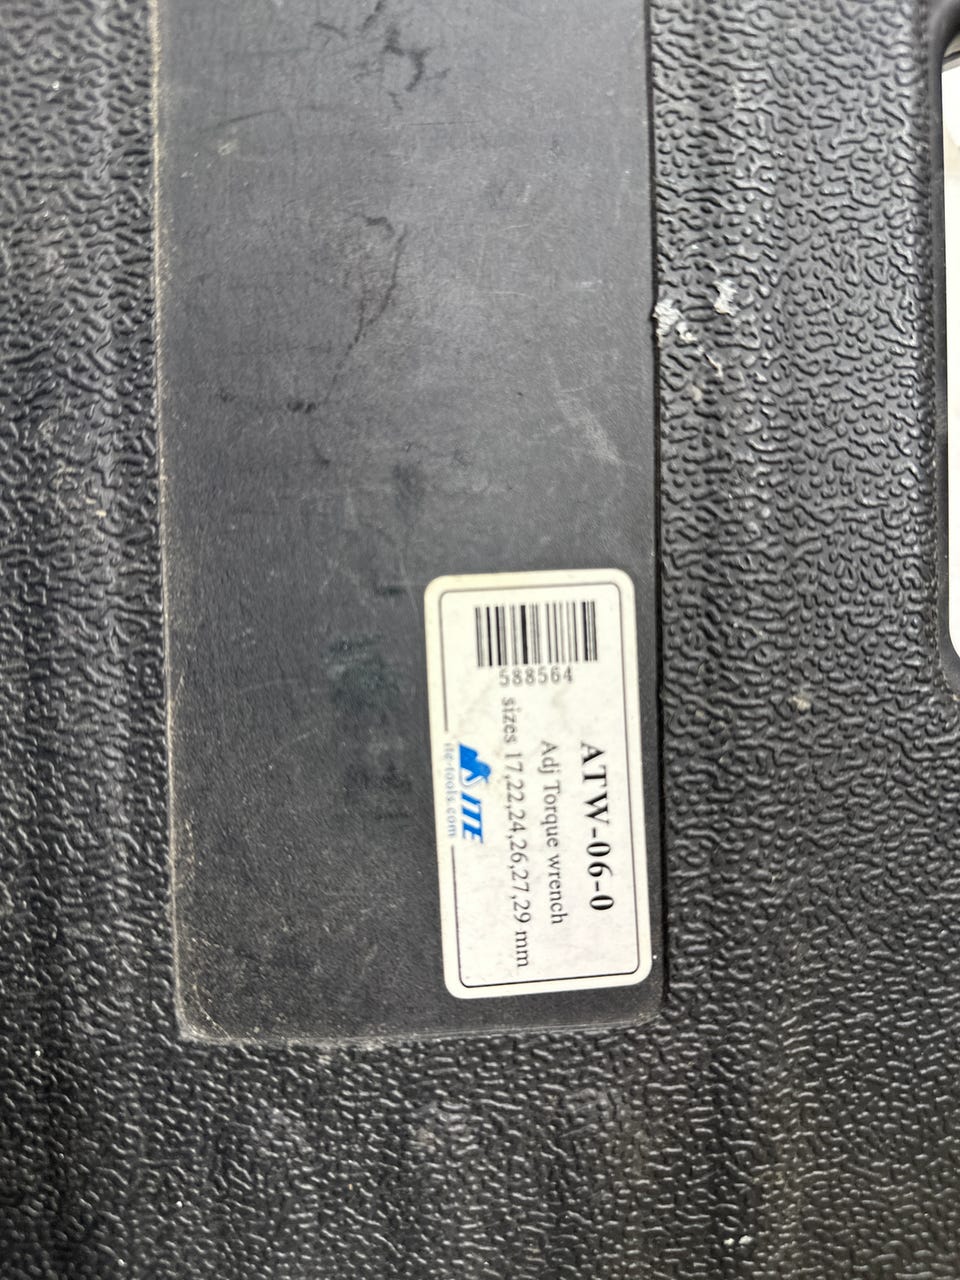 588564
ATW-06-0
Adj Torque wrench
sizes 17,22,24,26,27,29 mm
ITE
ite-tools.com